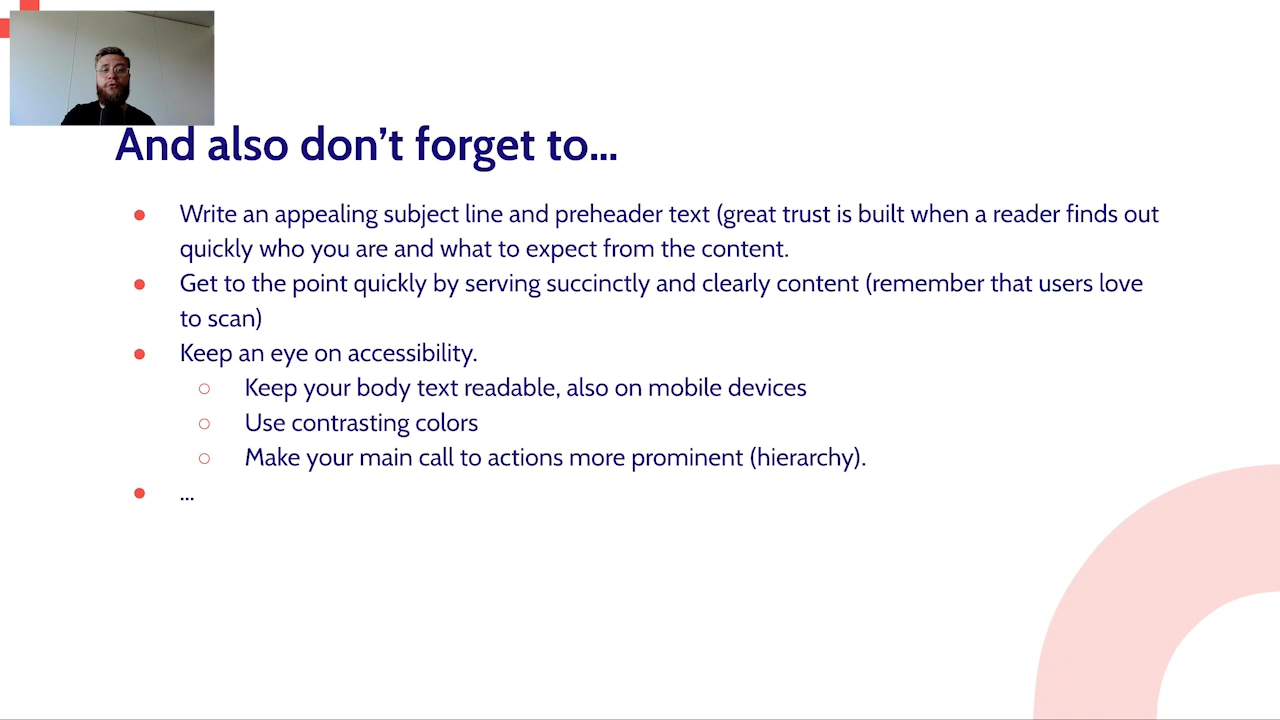 And also don't forget to...
● Write an appealing subject line and preheader text (great trust is built when a reader finds out
quickly who you are and what to expect from the content.
● Get to the point quickly by serving succinctly and clearly content (remember that users love
to scan)
● Keep an eye on accessibility.
○ Keep your body text readable, also on mobile devices
○ Use contrasting colors
○ Make your main call to actions more prominent (hierarchy).
● ...